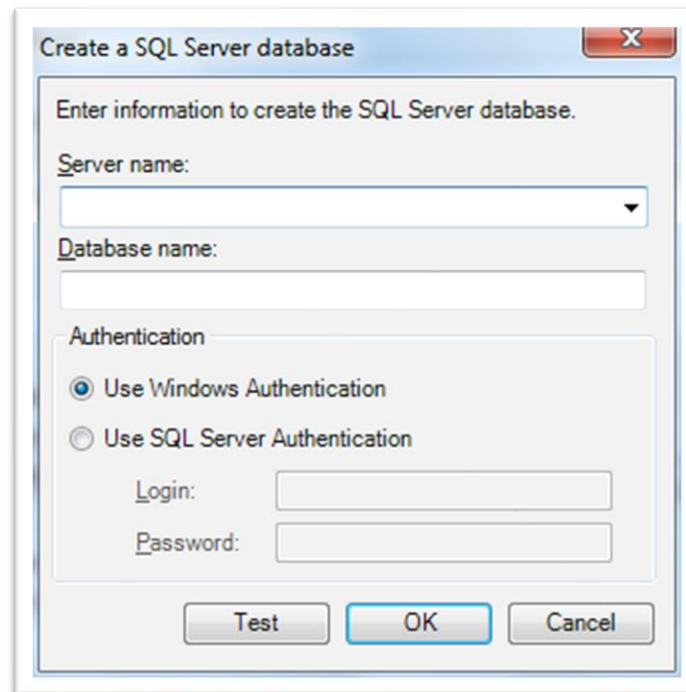 Create a SQL Server database
Enter information to create the SQL Server database.
Server name:
Database name:
Authentication
Use Windows Authentication
Use SQL Server Authentication
Login:
Password:
Test OK Cancel